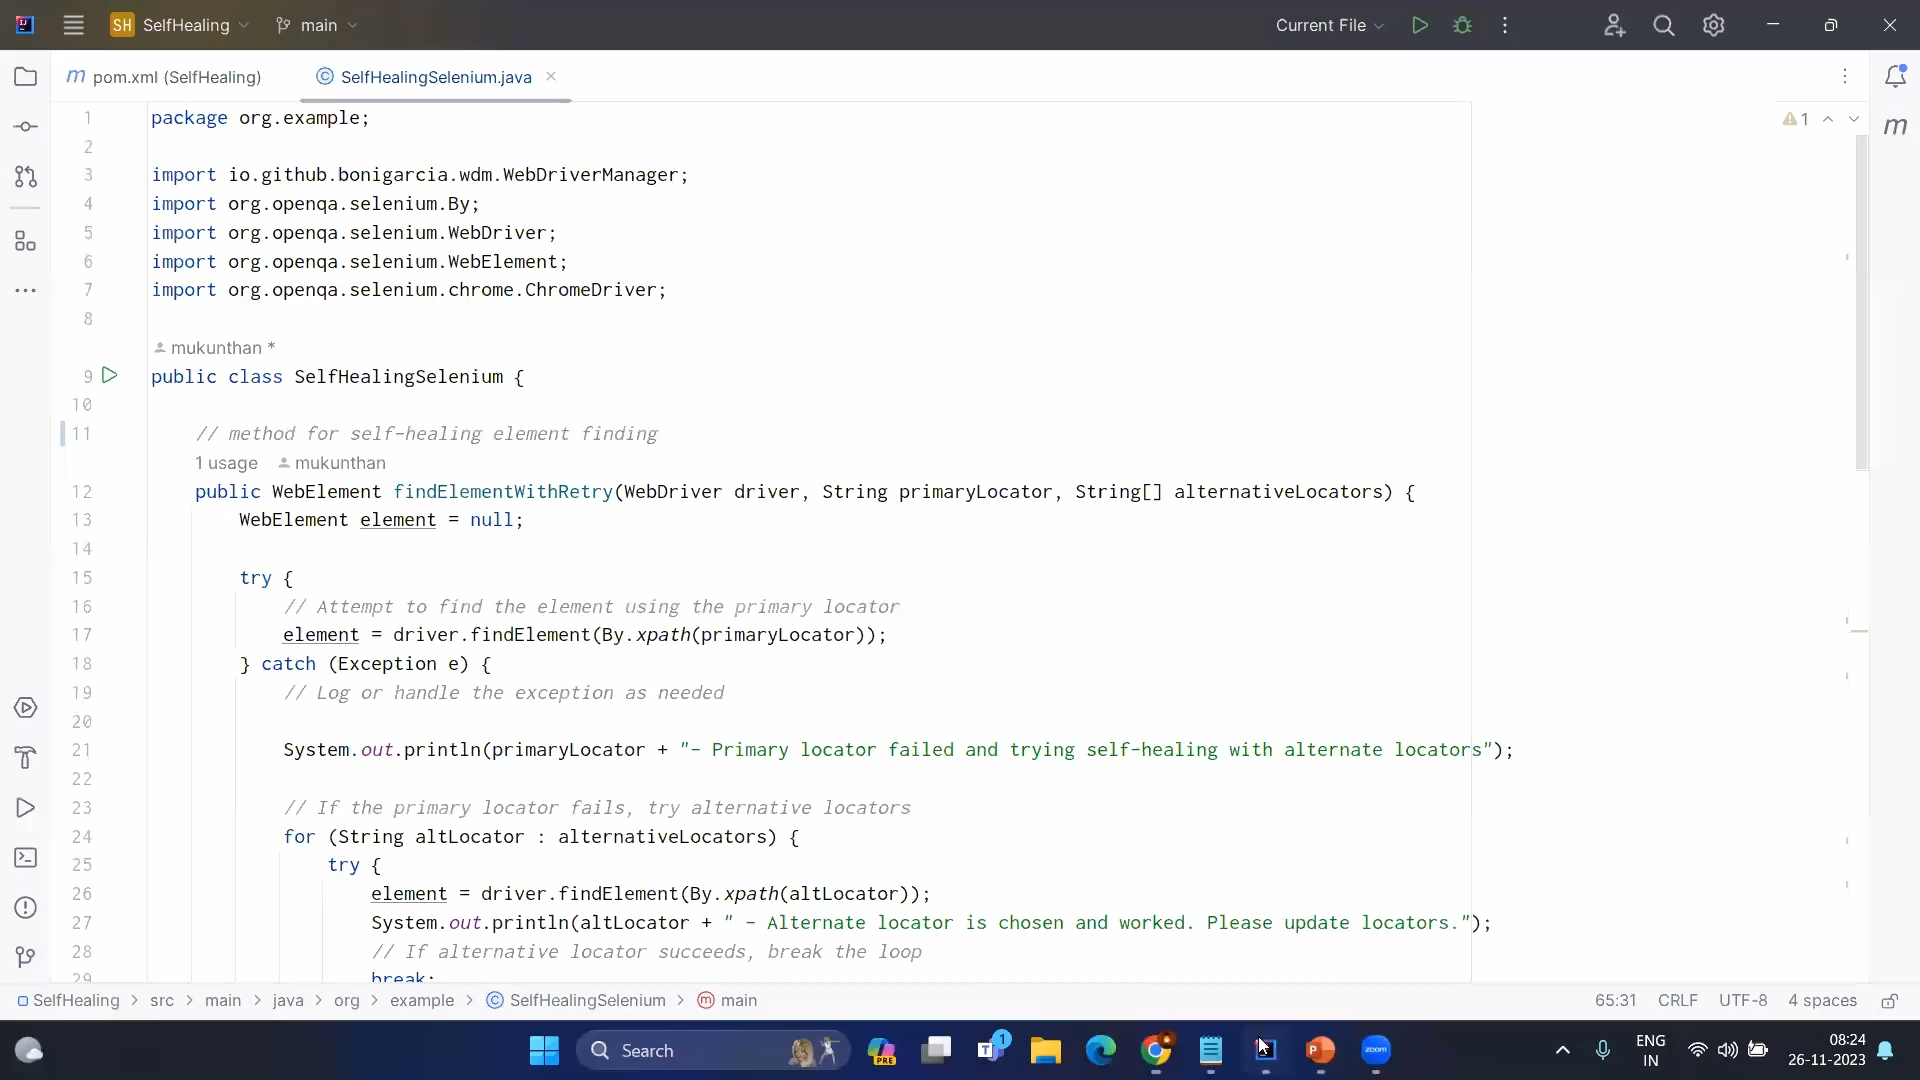 SH SelfHealing main Current File
pom.xml (SelfHealing) SelfHealingSelenium.java
1 package org.example;
2
3 import io.github.bonigarcia.wdm.WebDriverManager;
4 import org.openqa.selenium.By;
5 import org.openqa.selenium.WebDriver;
6 import org.openqa.selenium.WebElement;
7 import org.openqa.selenium.chrome.ChromeDriver;
8
mukunthan *
9 public class SelfHealingSelenium {
10
11 // method for self-healing element finding
1 usage mukunthan
12 public WebElement findElementWithRetry(WebDriver driver, String primaryLocator, String[] alternativeLocators) {
13 WebElement element = null;
14
15 try {
16 // Attempt to find the element using the primary locator
17 element = driver.findElement(By.xpath(primaryLocator));
18 } catch (Exception e) {
19 // Log or handle the exception as needed
20
21 System.out.println(primaryLocator + "- Primary locator failed and trying self-healing with alternate locators");
22
23 // If the primary locator fails, try alternative locators
24 for (String altLocator : alternativeLocators) {
25 try {
26 element = driver.findElement(By.xpath(altLocator));
27 System.out.println(altLocator + " - Alternate locator is chosen and worked. Please update locators.");
28 // If alternative locator succeeds, break the loop
29 break;
1
m
SelfHealing > src > main > java > org > example > SelfHealingSelenium > main 65:31 CRLF UTF-8 4 spaces
Search PRE 1 zoom ENG IN 08:24
26-11-2023